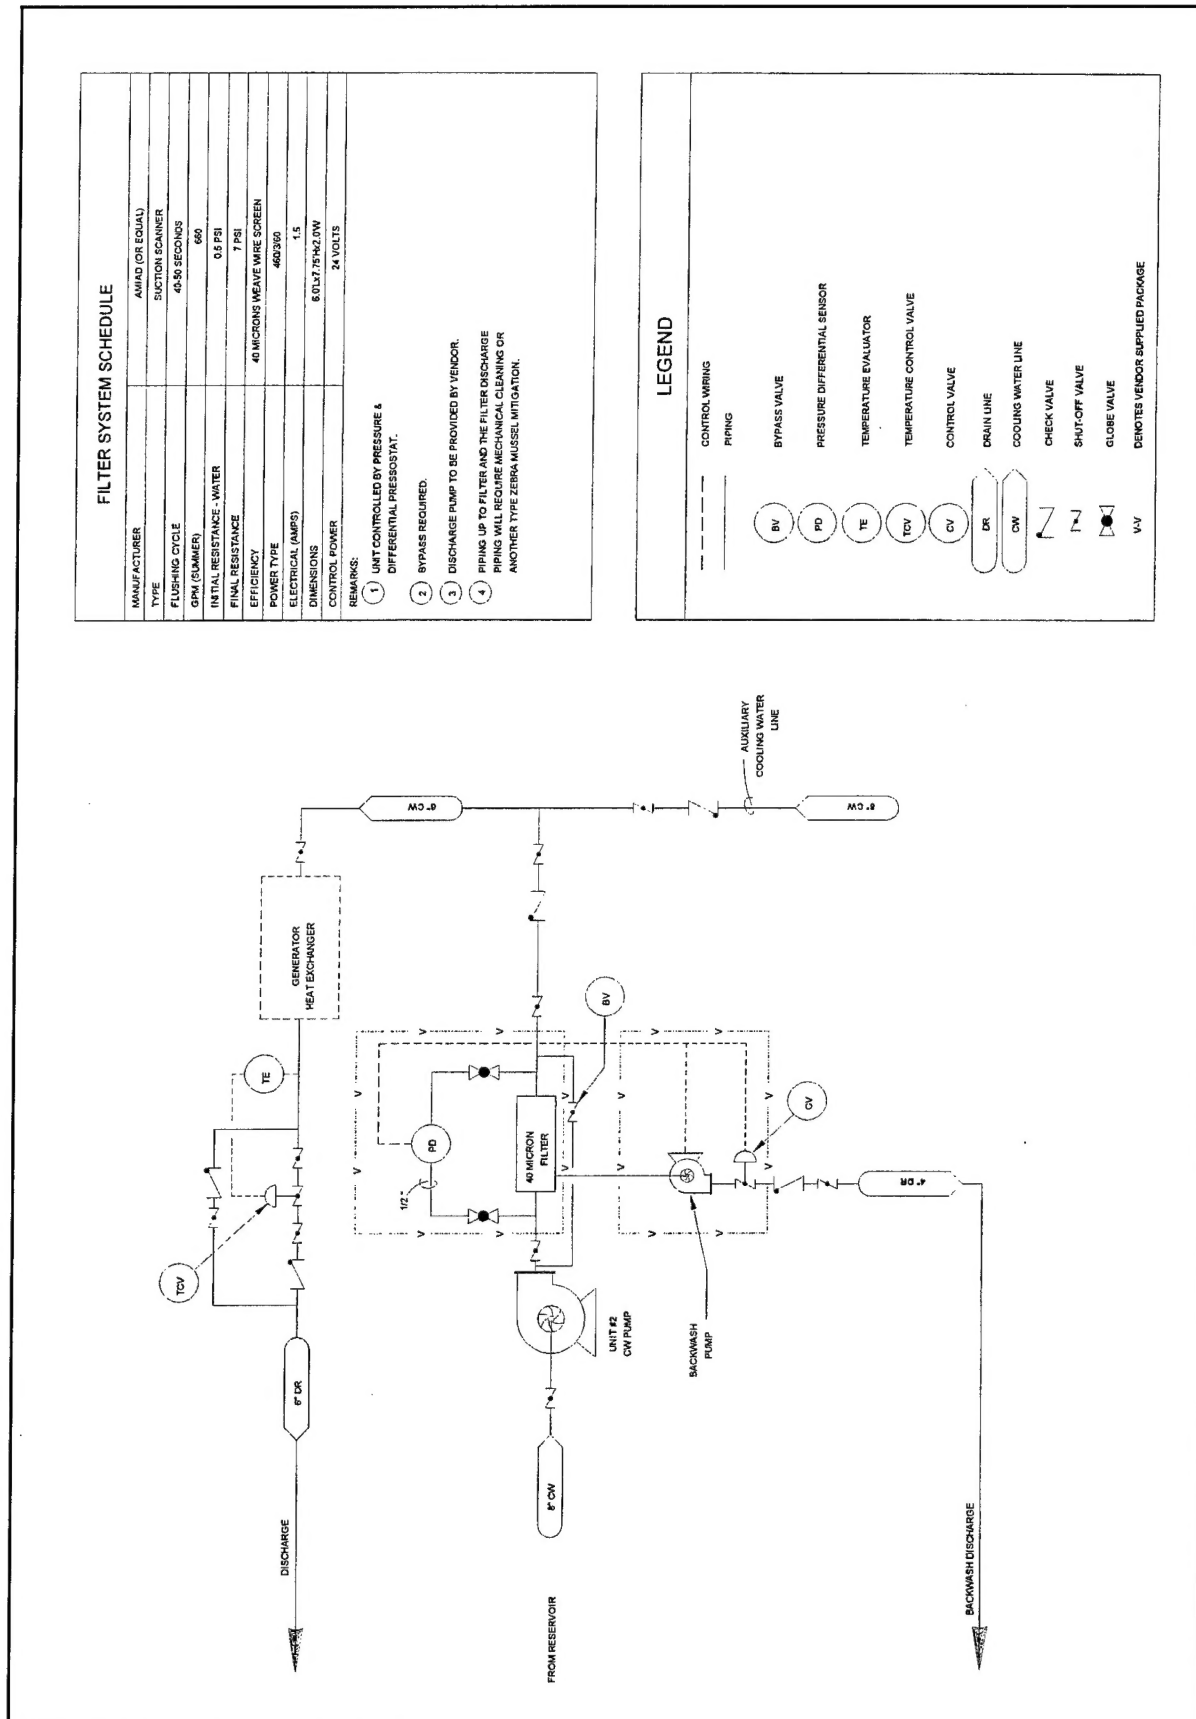 FILTER SYSTEM SCHEDULE
MANUFACTURER AMIAD (OR EQUAL)
TYPE SUCTION SCANNER
FLUSHING CYCLE 40-50 SECONDS
GPM (SUMMER) 660
INITIAL RESISTANCE - WATER 0.5 PSI
FINAL RESISTANCE 7 PSI
EFFICIENCY 40 MICRONS WEAVE WIRE SCREEN
POWER TYPE 460/3/60
ELECTRICAL (AMPS) 1.5
DIMENSIONS 6.0'Lx7.75'Hx2.0'W
CONTROL POWER 24 VOLTS
REMARKS:
1 UNIT CONTROLLED BY PRESSURE &
DIFFERENTIAL PRESSOSTAT.
2 BYPASS REQUIRED.
3 DISCHARGE PUMP TO BE PROVIDED BY VENDOR.
4 PIPING UP TO FILTER AND THE FILTER DISCHARGE
PIPING WILL REQUIRE MECHANICAL CLEANING OR
ANOTHER TYPE ZEBRA MUSSEL MITIGATION.
LEGEND
CONTROL WIRING
PIPING
BV BYPASS VALVE
PD PRESSURE DIFFERENTIAL SENSOR
TE TEMPERATURE EVALUATOR
TCV TEMPERATURE CONTROL VALVE
CV CONTROL VALVE
DR DRAIN LINE
CW COOLING WATER LINE
CHECK VALVE
SHUT-OFF VALVE
GLOBE VALVE
V-V DENOTES VENDOR SUPPLIED PACKAGE
DISCHARGE
6" DR
TCV
TE
GENERATOR
HEAT EXCHANGER
6" CW
8" CW
AUXILIARY
COOLING WATER
LINE
FROM RESERVOIR
8" CW
UNIT #2
CW PUMP
1/2"
PD
40 MICRON
FILTER
BV
BACKWASH
PUMP
CV
4" DR
BACKWASH DISCHARGE
V V V V V V V V V V V V V V V V